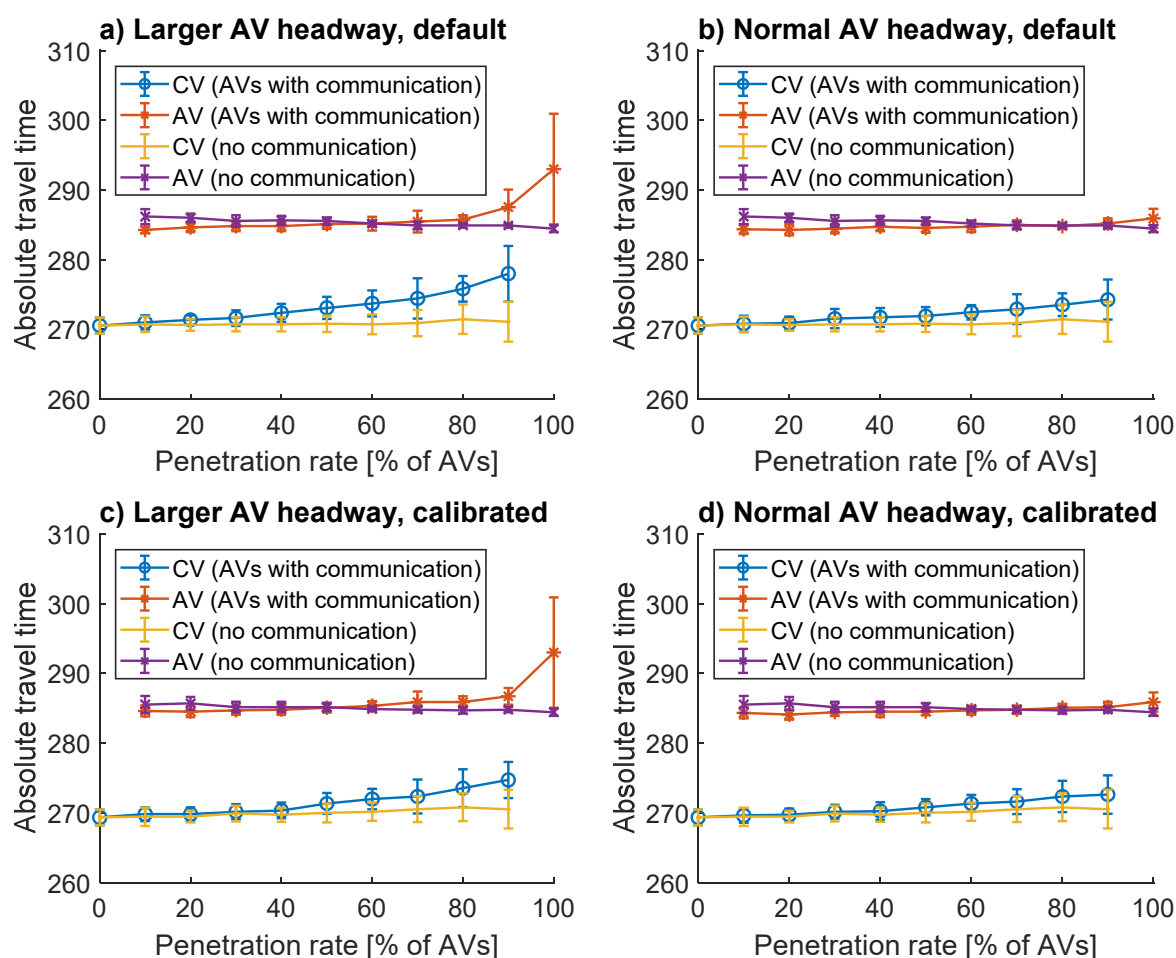 a) Larger AV headway, default
310
300
290
280
270
260
Absolute travel time
CV (AVs with communication)
AV (AVs with communication)
CV (no communication)
AV (no communication)
0 20 40 60 80 100
Penetration rate [% of AVs]
b) Normal AV headway, default
310
300
290
280
270
260
Absolute travel time
CV (AVs with communication)
AV (AVs with communication)
CV (no communication)
AV (no communication)
0 20 40 60 80 100
Penetration rate [% of AVs]
c) Larger AV headway, calibrated
310
300
290
280
270
260
Absolute travel time
CV (AVs with communication)
AV (AVs with communication)
CV (no communication)
AV (no communication)
0 20 40 60 80 100
Penetration rate [% of AVs]
d) Normal AV headway, calibrated
310
300
290
280
270
260
Absolute travel time
CV (AVs with communication)
AV (AVs with communication)
CV (no communication)
AV (no communication)
0 20 40 60 80 100
Penetration rate [% of AVs]